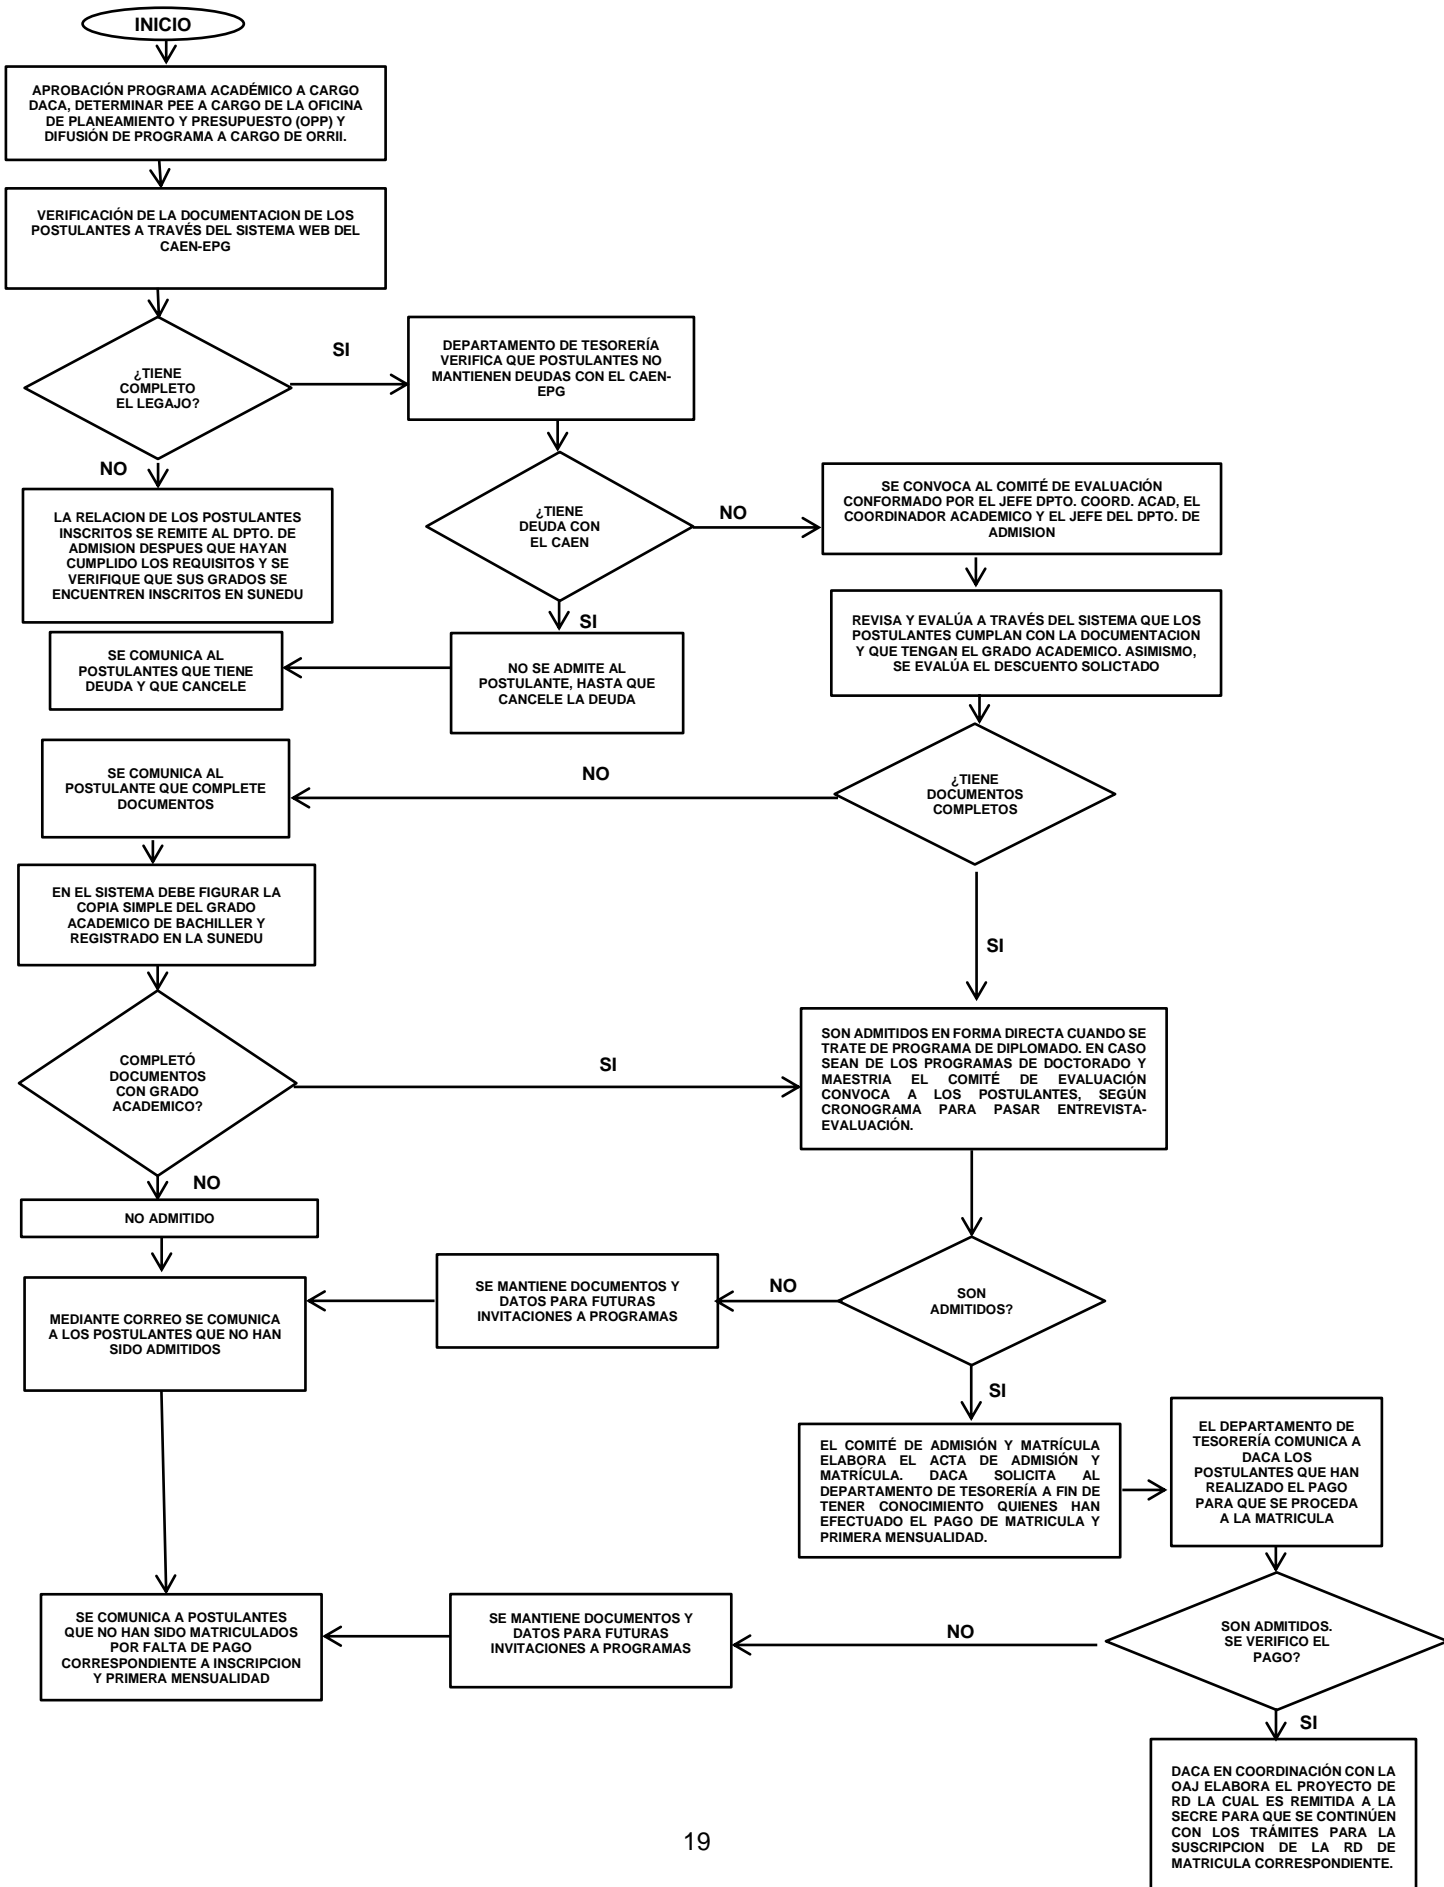 INICIO
APROBACIÓN PROGRAMA ACADÉMICO A CARGO
DACA, DETERMINAR PEE A CARGO DE LA OFICINA
DE PLANEAMIENTO Y PRESUPUESTO (OPP) Y
DIFUSIÓN DE PROGRAMA A CARGO DE ORRII.
VERIFICACIÓN DE LA DOCUMENTACION DE LOS
POSTULANTES A TRAVÉS DEL SISTEMA WEB DEL
CAEN-EPG
¿TIENE
COMPLETO
EL LEGAJO?
SI
DEPARTAMENTO DE TESORERÍA
VERIFICA QUE POSTULANTES NO
MANTIENEN DEUDAS CON EL CAEN-
EPG
NO
LA RELACION DE LOS POSTULANTES
INSCRITOS SE REMITE AL DPTO. DE
ADMISION DESPUES QUE HAYAN
CUMPLIDO LOS REQUISITOS Y SE
VERIFIQUE QUE SUS GRADOS SE
ENCUENTREN INSCRITOS EN SUNEDU
¿TIENE
DEUDA CON
EL CAEN
NO
SE CONVOCA AL COMITÉ DE EVALUACIÓN
CONFORMADO POR EL JEFE DPTO. COORD. ACAD, EL
COORDINADOR ACADEMICO Y EL JEFE DEL DPTO. DE
ADMISION
SI
REVISA Y EVALÚA A TRAVÉS DEL SISTEMA QUE LOS
POSTULANTES CUMPLAN CON LA DOCUMENTACION
Y QUE TENGAN EL GRADO ACADEMICO. ASIMISMO,
SE EVALÚA EL DESCUENTO SOLICTADO
SE COMUNICA AL
POSTULANTES QUE TIENE
DEUDA Y QUE CANCELE
NO SE ADMITE AL
POSTULANTE, HASTA QUE
CANCELE LA DEUDA
SE COMUNICA AL
POSTULANTE QUE COMPLETE
DOCUMENTOS
NO
¿TIENE
DOCUMENTOS
COMPLETOS
EN EL SISTEMA DEBE FIGURAR LA
COPIA SIMPLE DEL GRADO
ACADEMICO DE BACHILLER Y
REGISTRADO EN LA SUNEDU
SI
COMPLETÓ
DOCUMENTOS
CON GRADO
ACADEMICO?
SI
SON ADMITIDOS EN FORMA DIRECTA CUANDO SE
TRATE DE PROGRAMA DE DIPLOMADO. EN CASO
SEAN DE LOS PROGRAMAS DE DOCTORADO Y
MAESTRIA EL COMITÉ DE EVALUACIÓN
CONVOCA A LOS POSTULANTES, SEGÚN
CRONOGRAMA PARA PASAR ENTREVISTA-
EVALUACIÓN.
NO
NO ADMITIDO
MEDIANTE CORREO SE COMUNICA
A LOS POSTULANTES QUE NO HAN
SIDO ADMITIDOS
SE MANTIENE DOCUMENTOS Y
DATOS PARA FUTURAS
INVITACIONES A PROGRAMAS
NO
SON
ADMITIDOS?
SI
EL COMITÉ DE ADMISIÓN Y MATRÍCULA
ELABORA EL ACTA DE ADMISIÓN Y
MATRÍCULA. DACA SOLICITA AL
DEPARTAMENTO DE TESORERÍA A FIN DE
TENER CONOCIMIENTO QUIENES HAN
EFECTUADO EL PAGO DE MATRICULA Y
PRIMERA MENSUALIDAD.
EL DEPARTAMENTO DE
TESORERÍA COMUNICA A
DACA LOS
POSTULANTES QUE HAN
REALIZADO EL PAGO
PARA QUE SE PROCEDA
A LA MATRICULA
SE COMUNICA A POSTULANTES
QUE NO HAN SIDO MATRICULADOS
POR FALTA DE PAGO
CORRESPONDIENTE A INSCRIPCION
Y PRIMERA MENSUALIDAD
SE MANTIENE DOCUMENTOS Y
DATOS PARA FUTURAS
INVITACIONES A PROGRAMAS
NO
SON ADMITIDOS.
SE VERIFICO EL
PAGO?
SI
DACA EN COORDINACIÓN CON LA
OAJ ELABORA EL PROYECTO DE
RD LA CUAL ES REMITIDA A LA
SECRE PARA QUE SE CONTINÚEN
CON LOS TRÁMITES PARA LA
SUSCRIPCION DE LA RD DE
MATRICULA CORRESPONDIENTE.
19